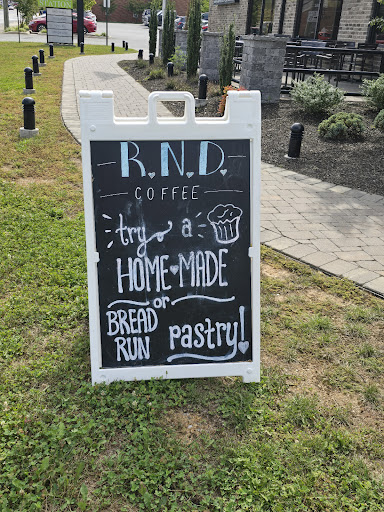 R.N.D.
COFFEE
try a
HOME♥MADE
or
BREAD
RUN
pastry!